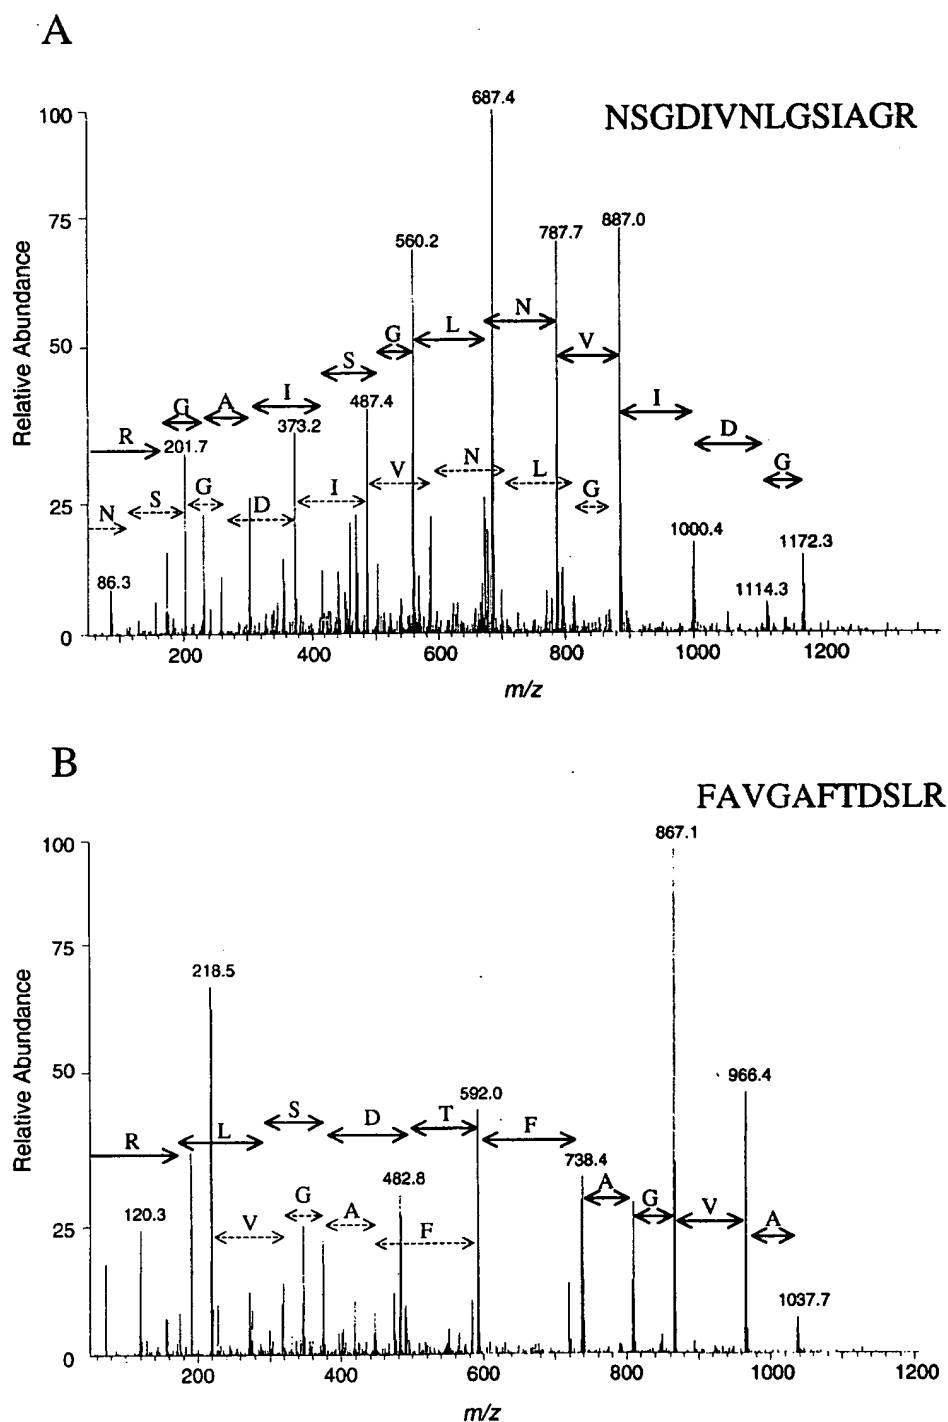 A
687.4
100
NSGDIVNLGSIAGR
75
887.0
787.7
560.2
N
L
G
V
50
S
I
487.4
I
A
G
373.2
D
R
201.7
G
N
V
L
I
G
S
D
G
25
N
1000.4
1172.3
86.3
1114.3
0
200
400
600
800
1000
1200
Relative Abundance
m/z
B
FAVGAFTDSLR
867.1
100
75
218.5
50
966.4
592.0
S
D
T
F
R
L
738.4
482.8
A
G
V
A
G
A
F
V
120.3
25
1037.7
0
200
400
600
800
1000
1200
Relative Abundance
m/z